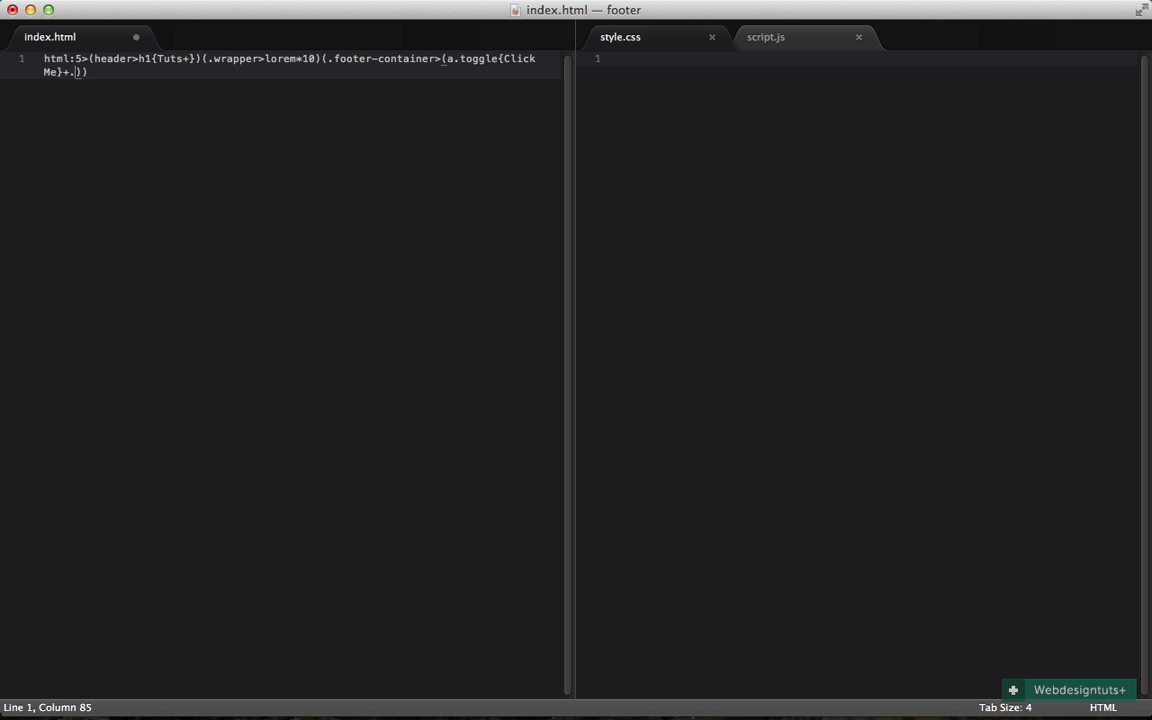 index.html — footer
index.html
style.css
script.js
1 html:5>(header>h1{Tuts+})(.wrapper>lorem*10)(.footer-container>(a.toggle{Click
Me}+.))
1
Webdesigntuts+
Line 1, Column 85
Tab Size: 4
HTML